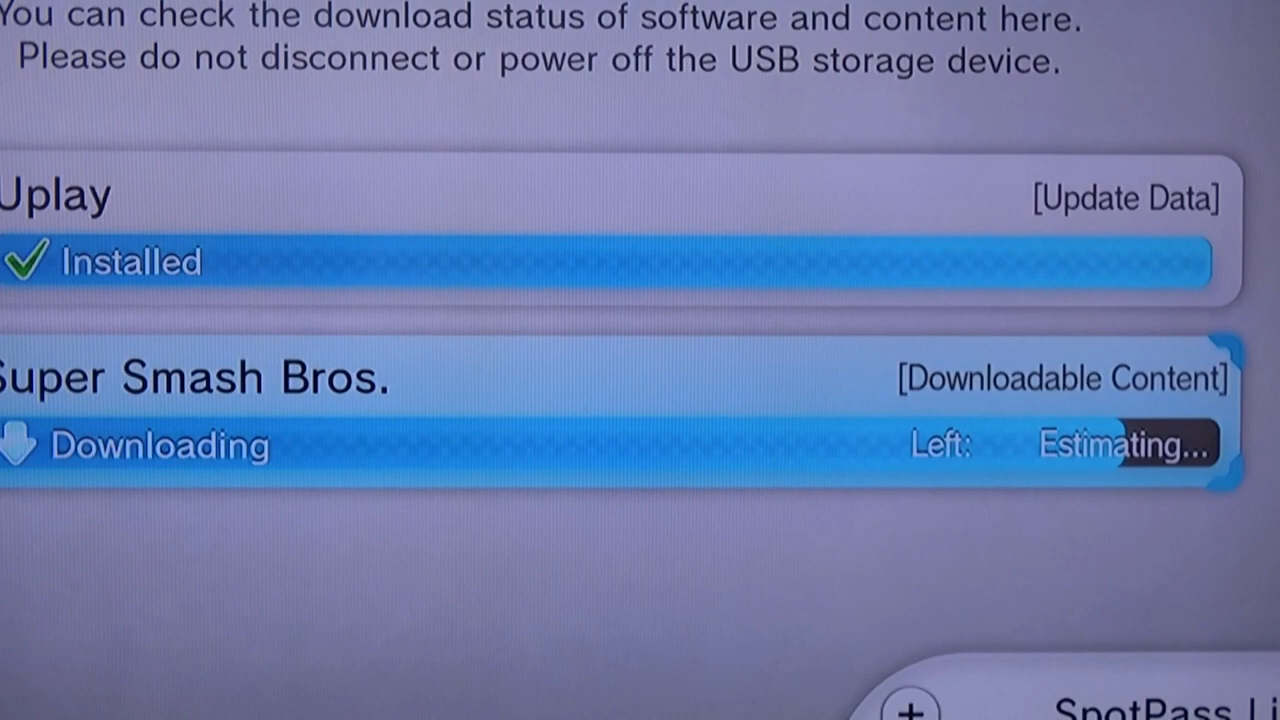 You can check the download status of software and content here.
Please do not disconnect or power off the USB storage device.
Uplay [Update Data]
Installed
Super Smash Bros. [Downloadable Content]
Downloading Left: Estimating...
+ SpotPass